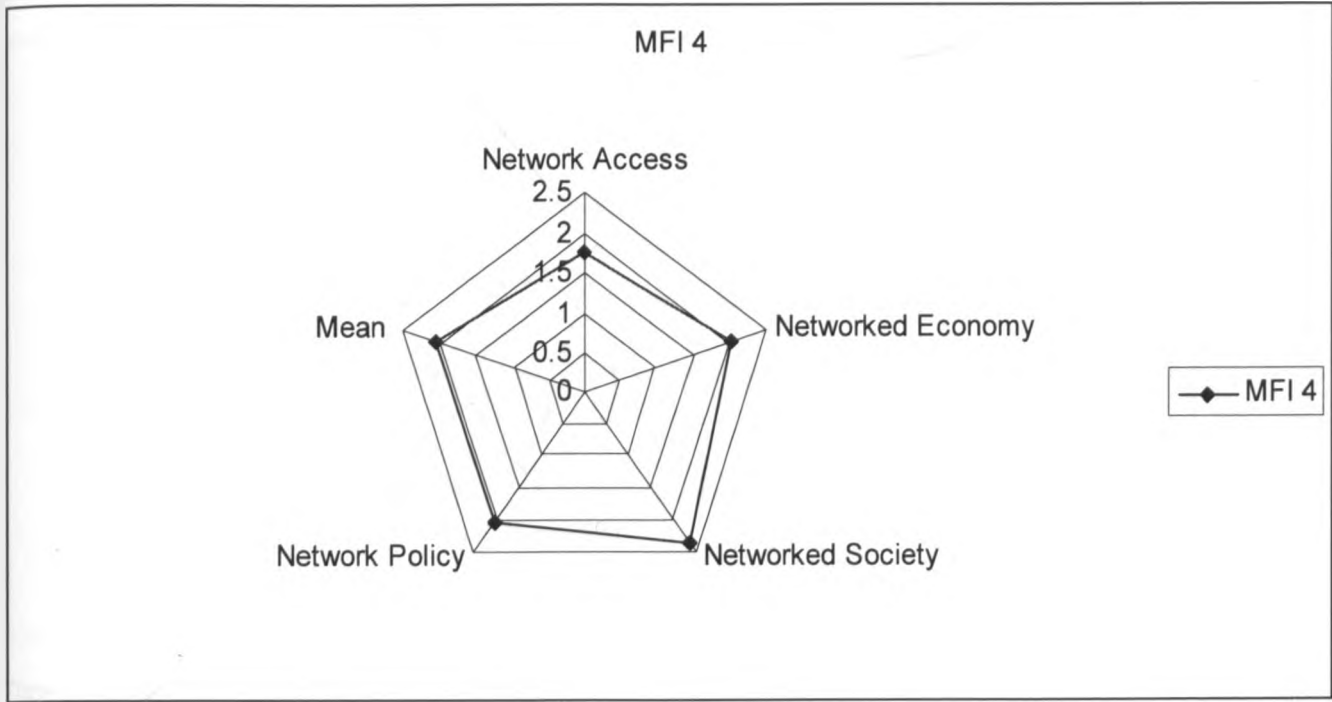 MFI 4
Network Access
2.5
2
1.5
1
0.5
0
Networked Economy
Mean
Networked Society
Network Policy
MFI 4